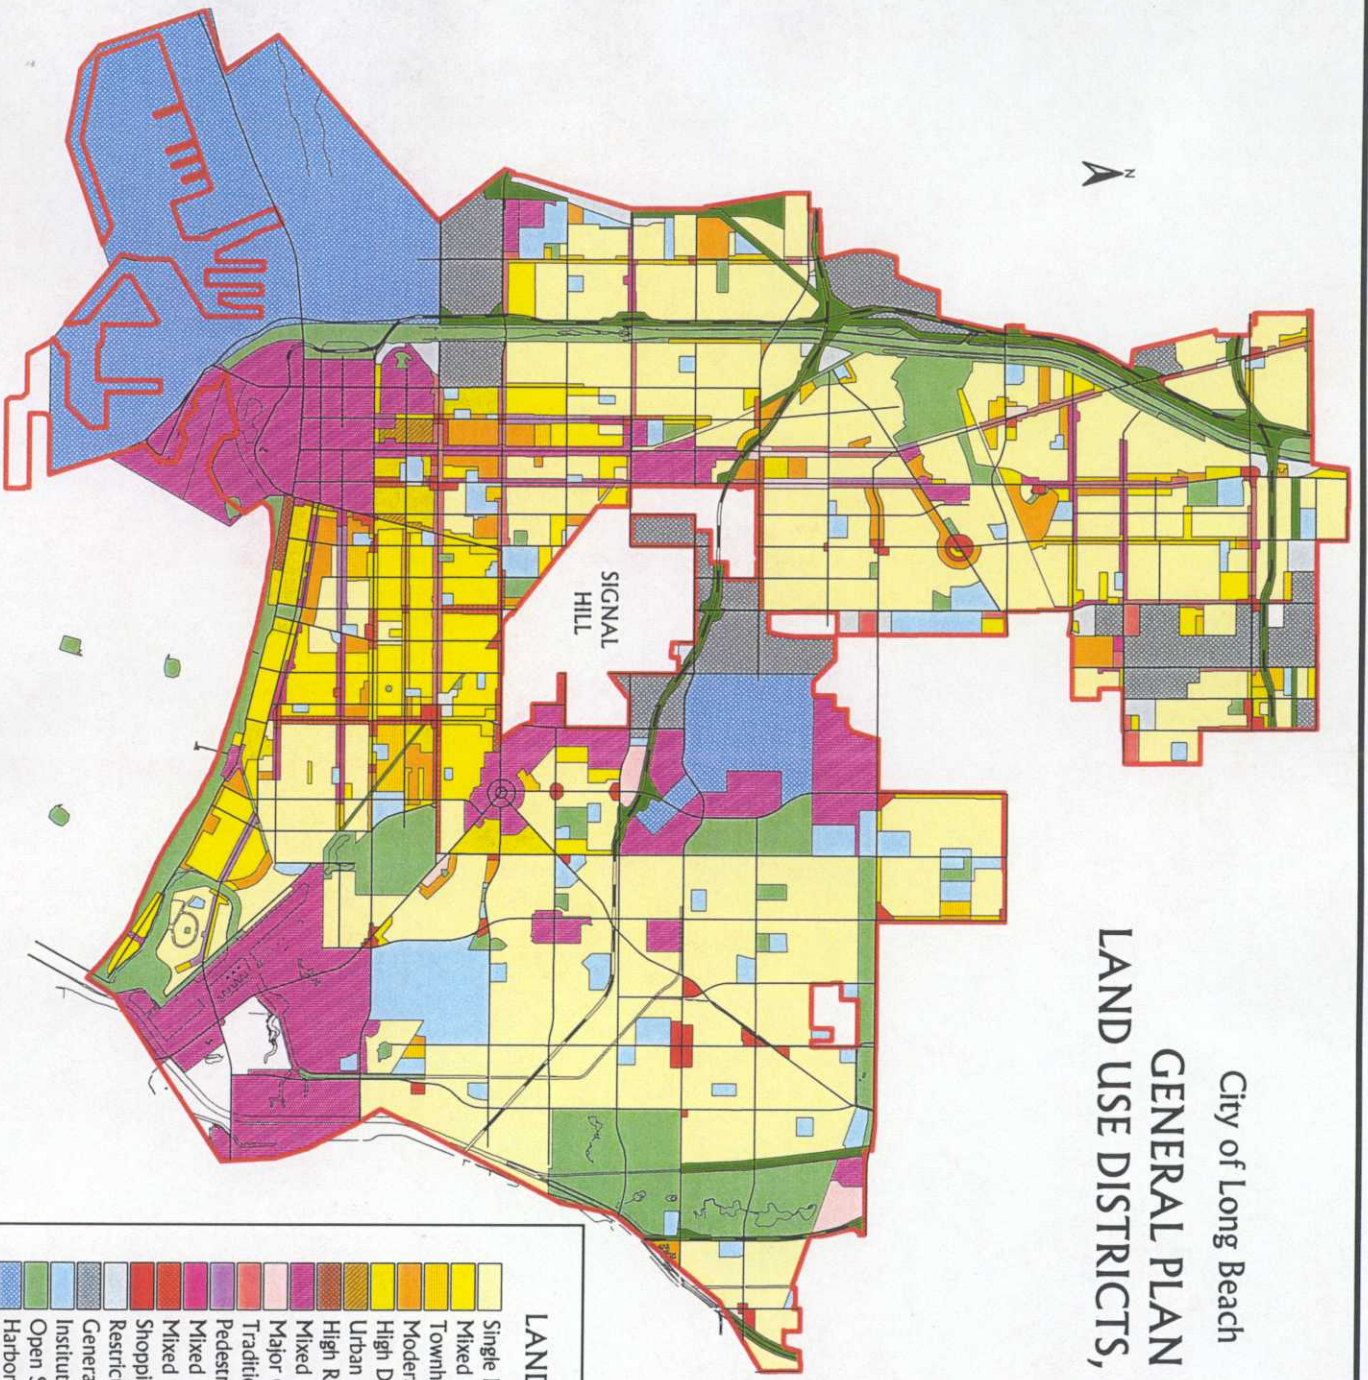 City of Long Beach
GENERAL PLAN
LAND USE DISTRICTS,
N
SIGNAL
HILL
LAND
Single
Mixed
Townh
Moder
High D
Urban
High R
Mixed
Major
Traditio
Pedestr
Mixed
Mixed
Shoppi
Restric
Genera
Institut
Open S
Harbor